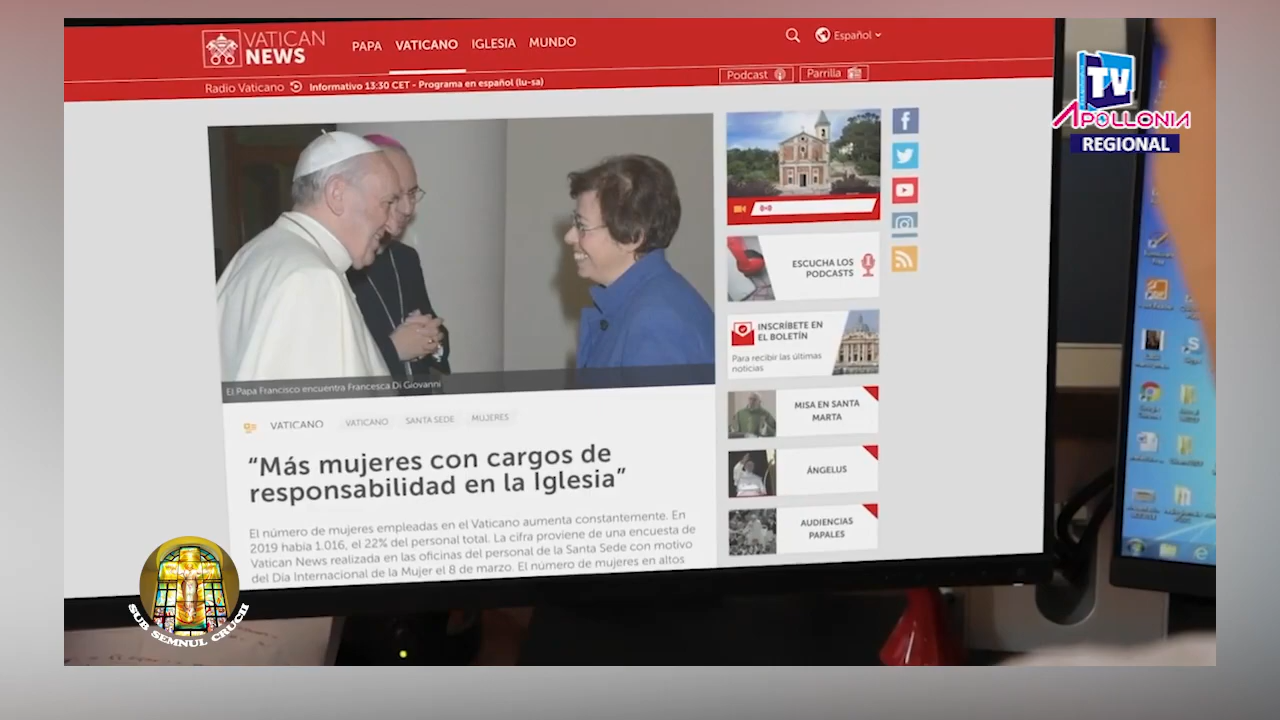 VATICAN
NEWS
PAPA VATICANO IGLESIA MUNDO
Español
Radio Vaticano Informativo 13:30 CET - Programa en español (lu-sa)
Podcast Parrilla
TV
APOLLONIA
REGIONAL
El Papa Francisco encuentra Francesca Di Giovanni
VATICANO VATICANO SANTA SEDE MUJERES
“Más mujeres con cargos de
responsabilidad en la Iglesia”
El número de mujeres empleadas en el Vaticano aumenta constantemente. En
2019 había 1.016, el 22% del personal total. La cifra proviene de una encuesta de
Vatican News realizada en las oficinas del personal de la Santa Sede con motivo
del Día Internacional de la Mujer el 8 de marzo. El número de mujeres en altos
ESCUCHA LOS
PODCASTS
INSCRÍBETE EN
EL BOLETÍN
Para recibir las últimas
noticias
MISA EN SANTA
MARTA
ÁNGELUS
AUDIENCIAS
PAPALES
SUB SEMNUL CRUCII